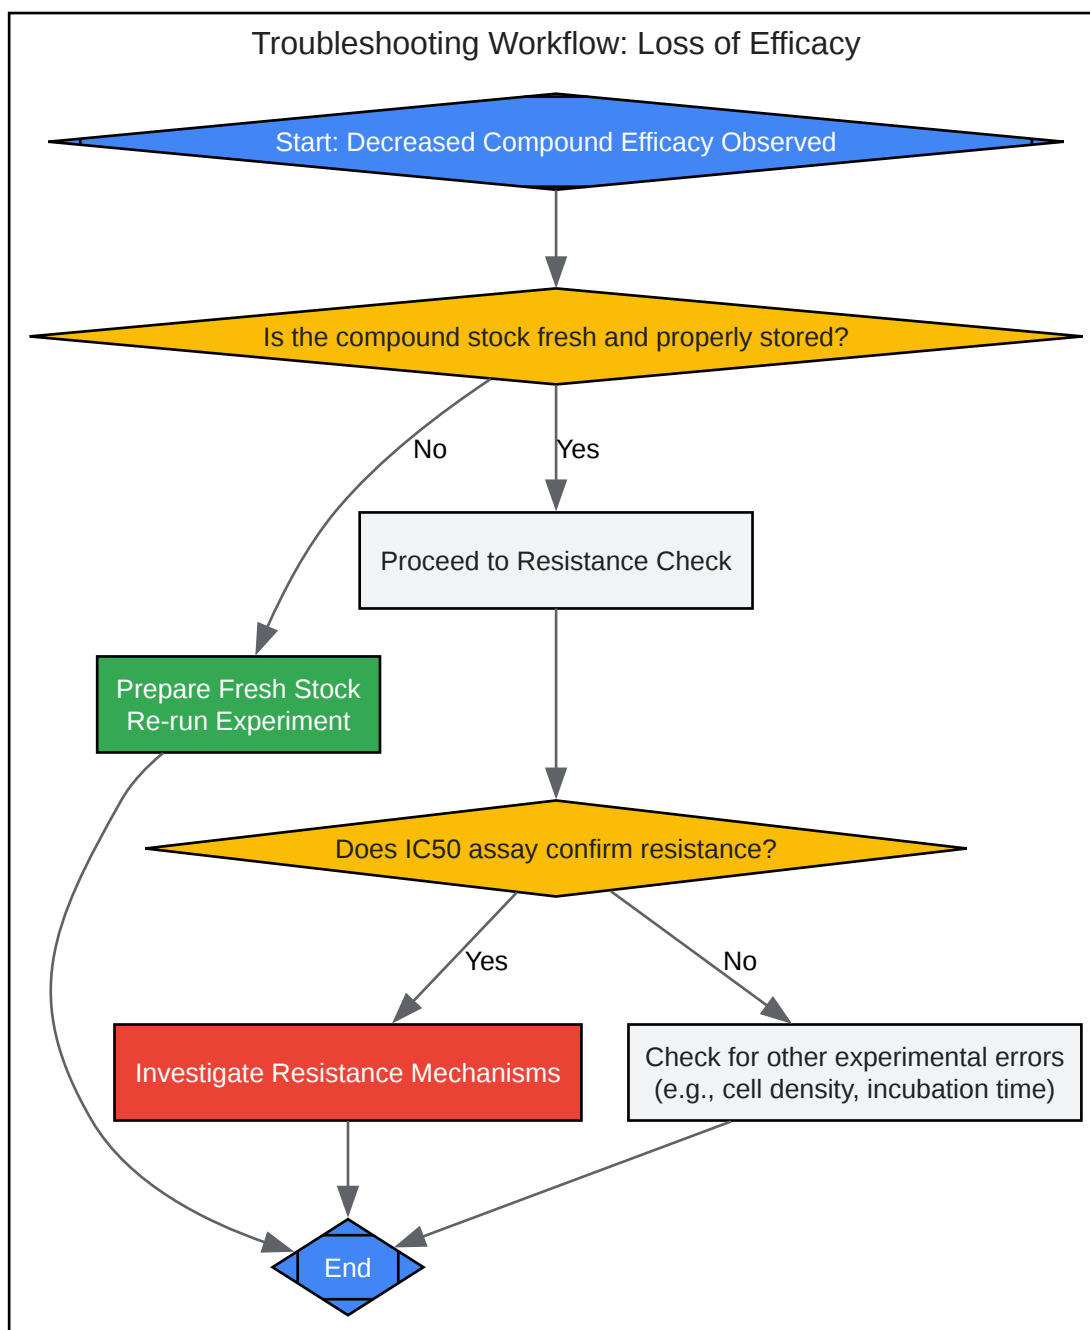 Troubleshooting Workflow: Loss of Efficacy
Start: Decreased Compound Efficacy Observed
Is the compound stock fresh and properly stored?
No
Yes
Proceed to Resistance Check
Prepare Fresh Stock
Re-run Experiment
Does IC50 assay confirm resistance?
Yes
No
Investigate Resistance Mechanisms
Check for other experimental errors
(e.g., cell density, incubation time)
End